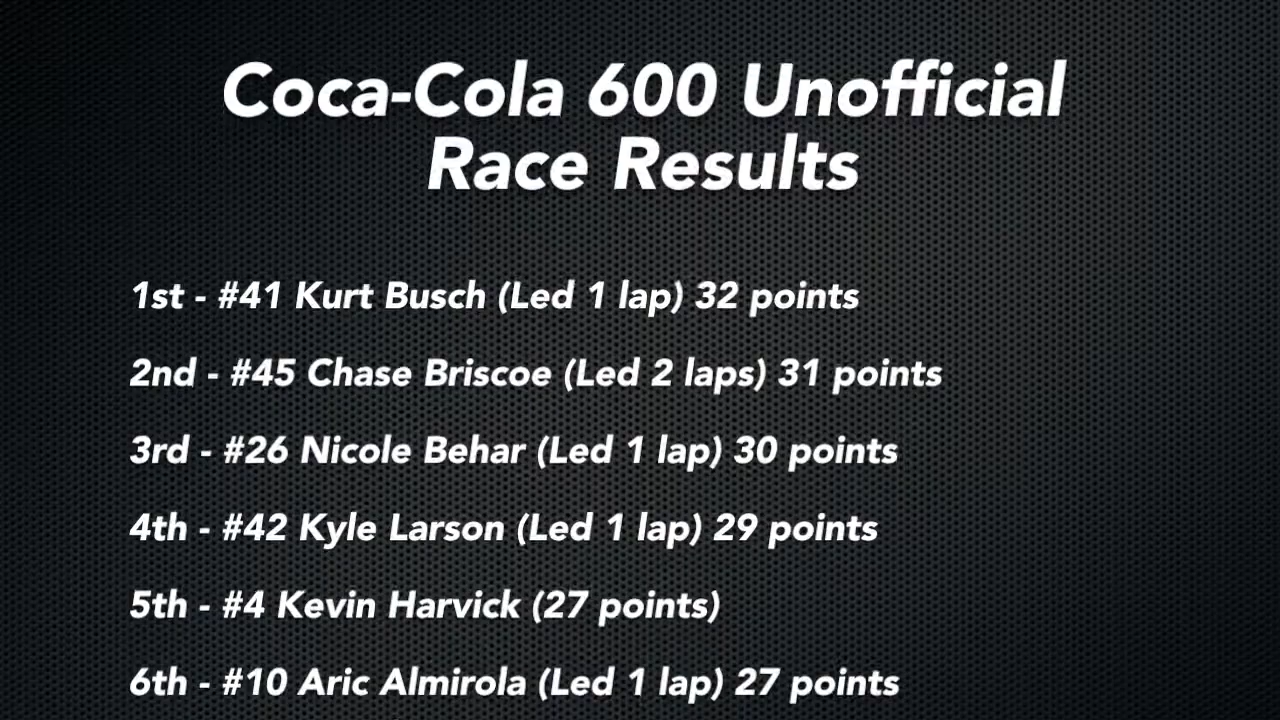 Coca-Cola 600 Unofficial
Race Results
1st - #41 Kurt Busch (Led 1 lap) 32 points
2nd - #45 Chase Briscoe (Led 2 laps) 31 points
3rd - #26 Nicole Behar (Led 1 lap) 30 points
4th - #42 Kyle Larson (Led 1 lap) 29 points
5th - #4 Kevin Harvick (27 points)
6th - #10 Aric Almirola (Led 1 lap) 27 points